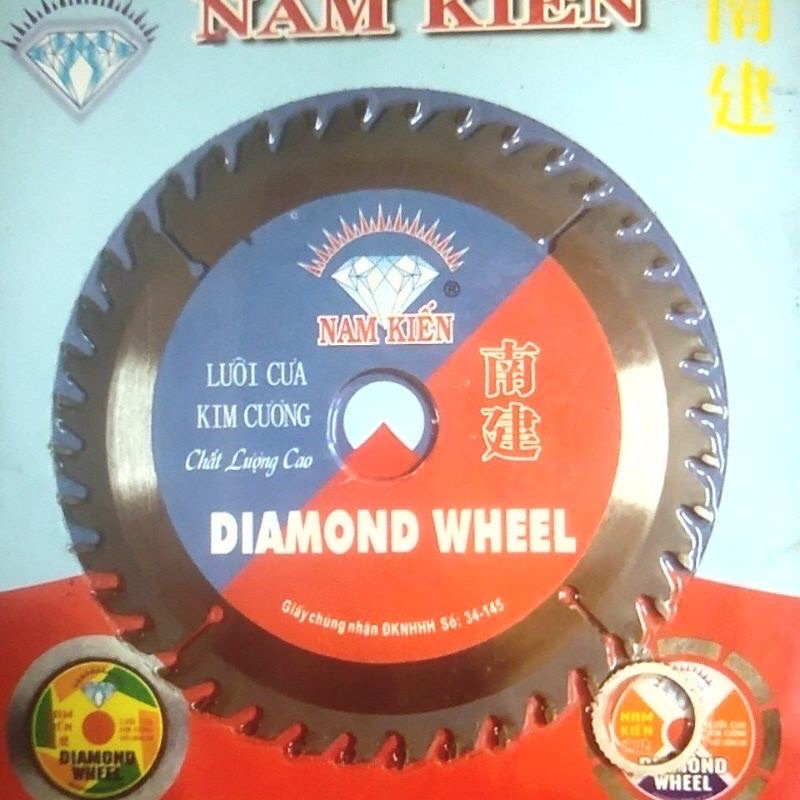 NAM KIẾN
南
建
®
NAM KIẾN
LƯỠI CƯA
KIM CƯƠNG
Chất Lượng Cao
南
建
DIAMOND WHEEL
Giấy chứng nhận ĐKNHHH Số: 34-145
DIAMOND
WHEEL
NAM
KIẾN
WHEEL